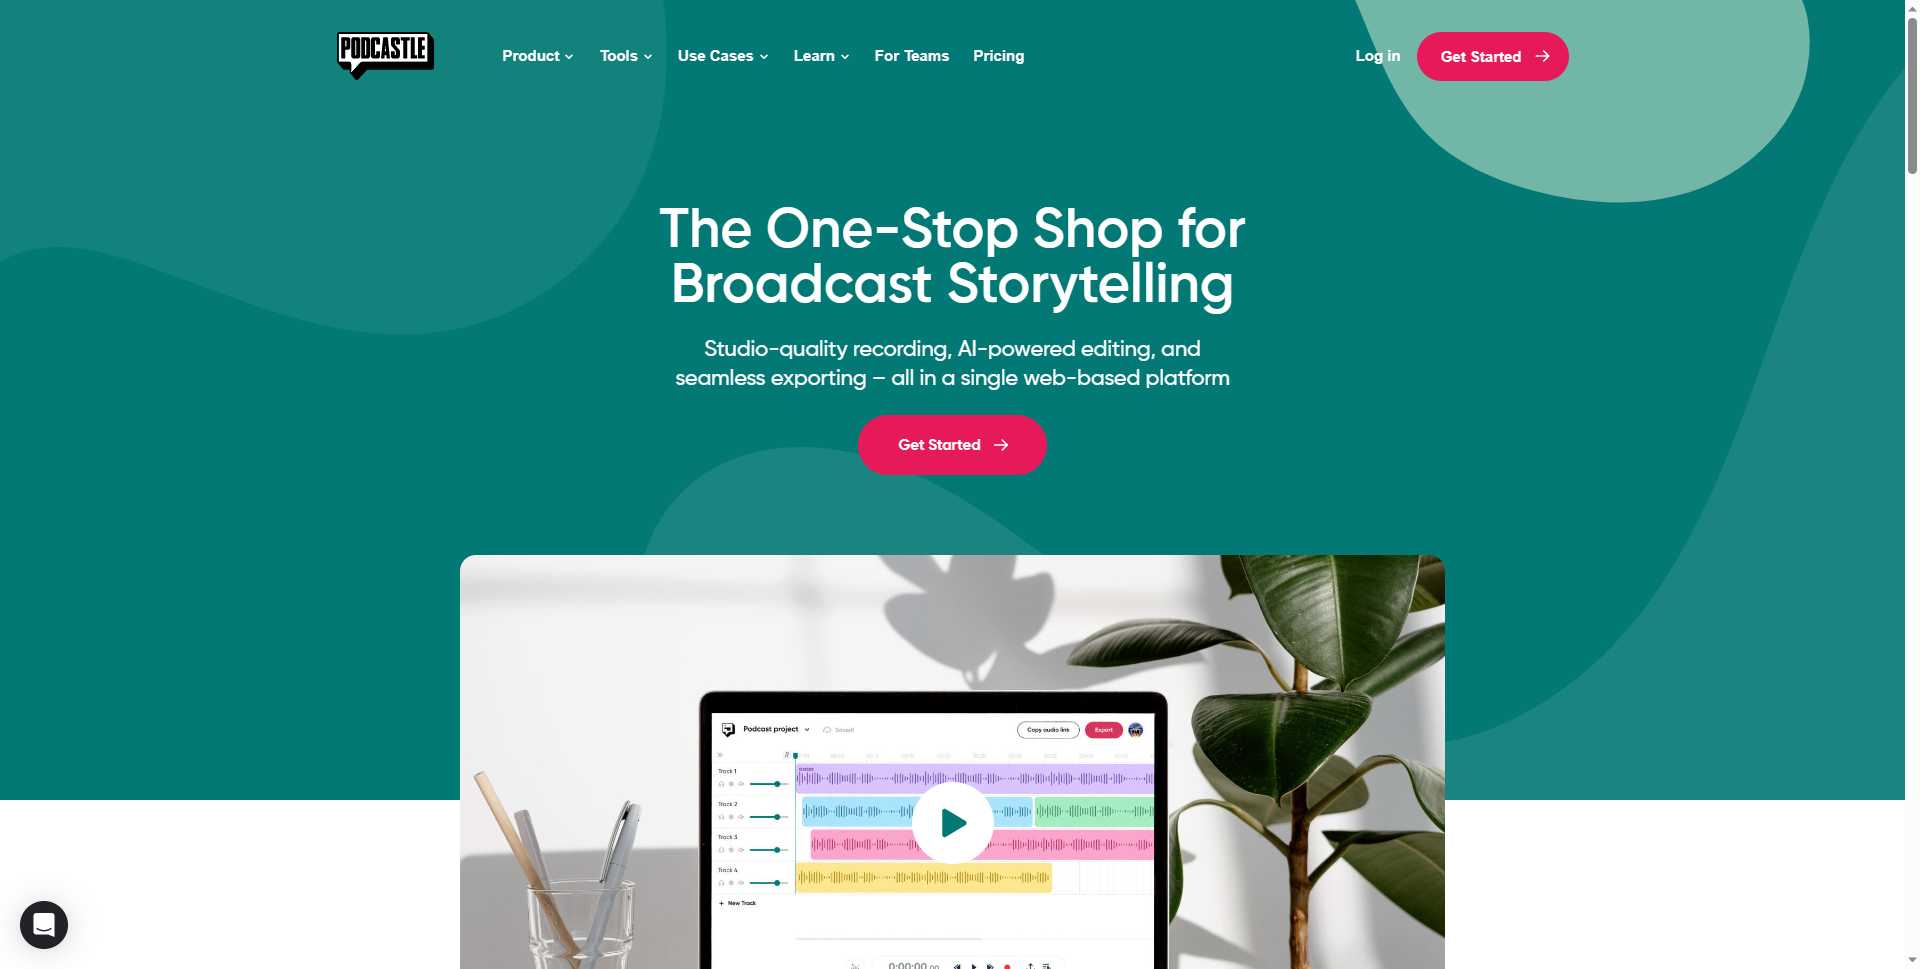 PODCASTLE
Product
Tools
Use Cases
Learn
For Teams
Pricing
Log in
Get Started
The One-Stop Shop for
Broadcast Storytelling
Studio-quality recording, AI-powered editing, and
seamless exporting – all in a single web-based platform
Get Started
Podcast project
Saved!
Copy audio link
Export
Track 1
Track 2
Track 3
Track 4
+ New Track
0:00:00